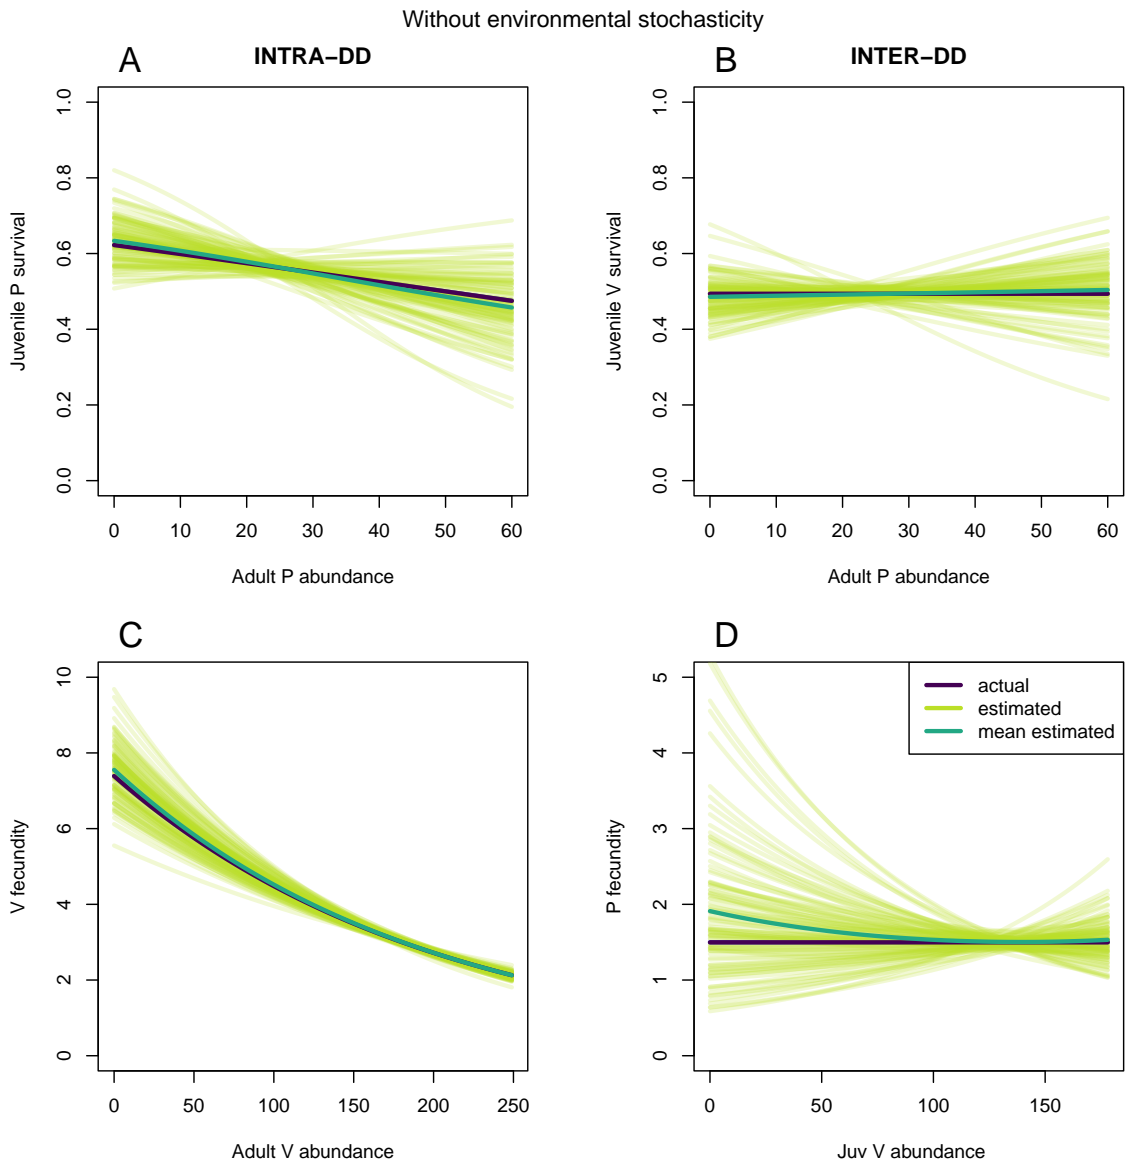 Without environmental stochasticity
A INTRA–DD
B INTER–DD
Juvenile P survival
0.0 0.2 0.4 0.6 0.8 1.0
0 10 20 30 40 50 60
Adult P abundance
Juvenile V survival
0.0 0.2 0.4 0.6 0.8 1.0
0 10 20 30 40 50 60
Adult P abundance
C
V fecundity
0 2 4 6 8 10
0 50 100 150 200 250
Adult V abundance
D
P fecundity
0 1 2 3 4 5
actual
estimated
mean estimated
0 50 100 150
Juv V abundance